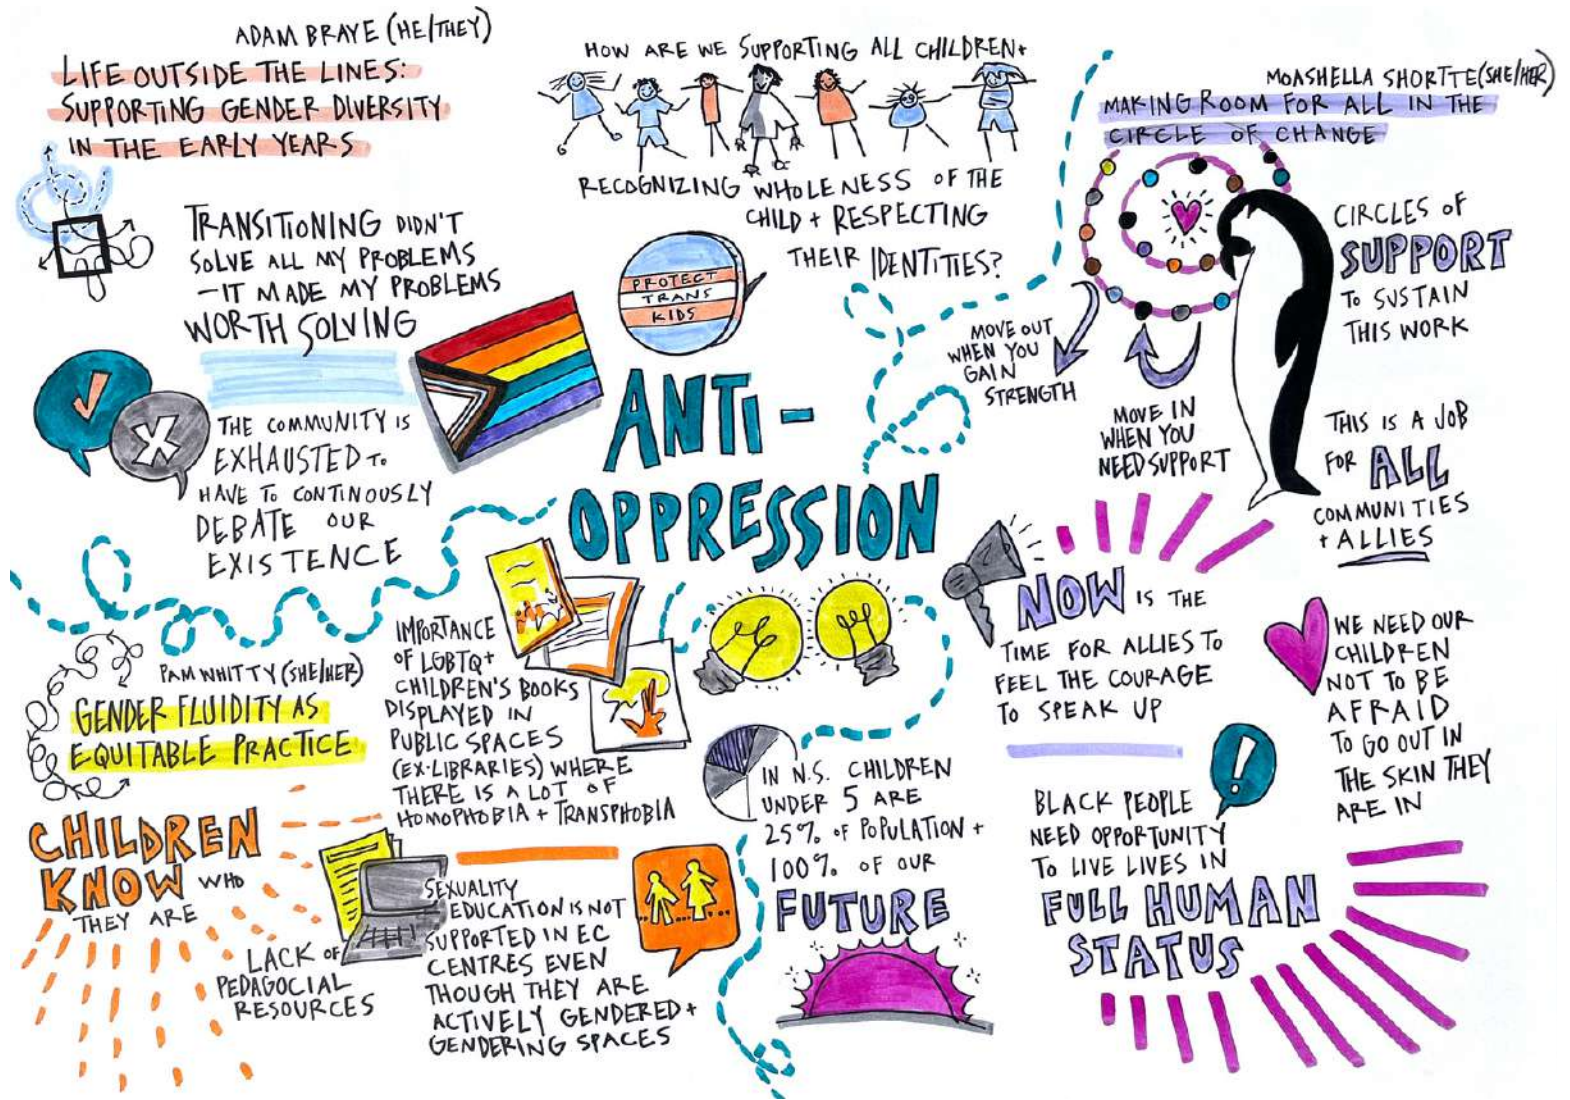 ADAM BRAYE (HE/THEY)
LIFE OUTSIDE THE LINES:
SUPPORTING GENDER DIVERSITY
IN THE EARLY YEARS
TRANSITIONING DIDN'T
SOLVE ALL MY PROBLEMS
—IT MADE MY PROBLEMS
WORTH SOLVING
THE COMMUNITY IS
EXHAUSTED TO
HAVE TO CONTINOUSLY
DEBATE OUR
EXISTENCE
HOW ARE WE SUPPORTING ALL CHILDREN+
RECOGNIZING WHOLENESS OF THE
CHILD + RESPECTING
THEIR IDENTITIES?
PROTECT
TRANS
KIDS
ANTI-
OPPRESSION
MOASHELLA SHORTTE (SHE/HER)
MAKING ROOM FOR ALL IN THE
CIRCLE OF CHANGE
CIRCLES OF
SUPPORT
TO SUSTAIN
THIS WORK
MOVE OUT
WHEN YOU
GAIN
STRENGTH
MOVE IN
WHEN YOU
NEED SUPPORT
THIS IS A JOB
FOR ALL
COMMUNITIES
+ ALLIES
PAM WHITTY (SHE/HER)
GENDER FLUIDITY AS
EQUITABLE PRACTICE
CHILDREN
KNOW WHO
THEY ARE
LACK OF
PEDAGOCIAL
RESOURCES
IMPORTANCE
OF LGBTQ+
CHILDREN'S BOOKS
DISPLAYED IN
PUBLIC SPACES
(EX-LIBRARIES) WHERE
THERE IS A LOT OF
HOMOPHOBIA + TRANSPHOBIA
SEXUALITY
EDUCATION IS NOT
SUPPORTED IN EC
CENTRES EVEN
THOUGH THEY ARE
ACTIVELY GENDERED +
GENDERING SPACES
IN N.S. CHILDREN
UNDER 5 ARE
25% OF POPULATION +
100% OF OUR
FUTURE
NOW IS THE
TIME FOR ALLIES TO
FEEL THE COURAGE
TO SPEAK UP
WE NEED OUR
CHILDREN
NOT TO BE
AFRAID
TO GO OUT IN
THE SKIN THEY
ARE IN
BLACK PEOPLE
NEED OPPORTUNITY
TO LIVE LIVES IN
FULL HUMAN
STATUS